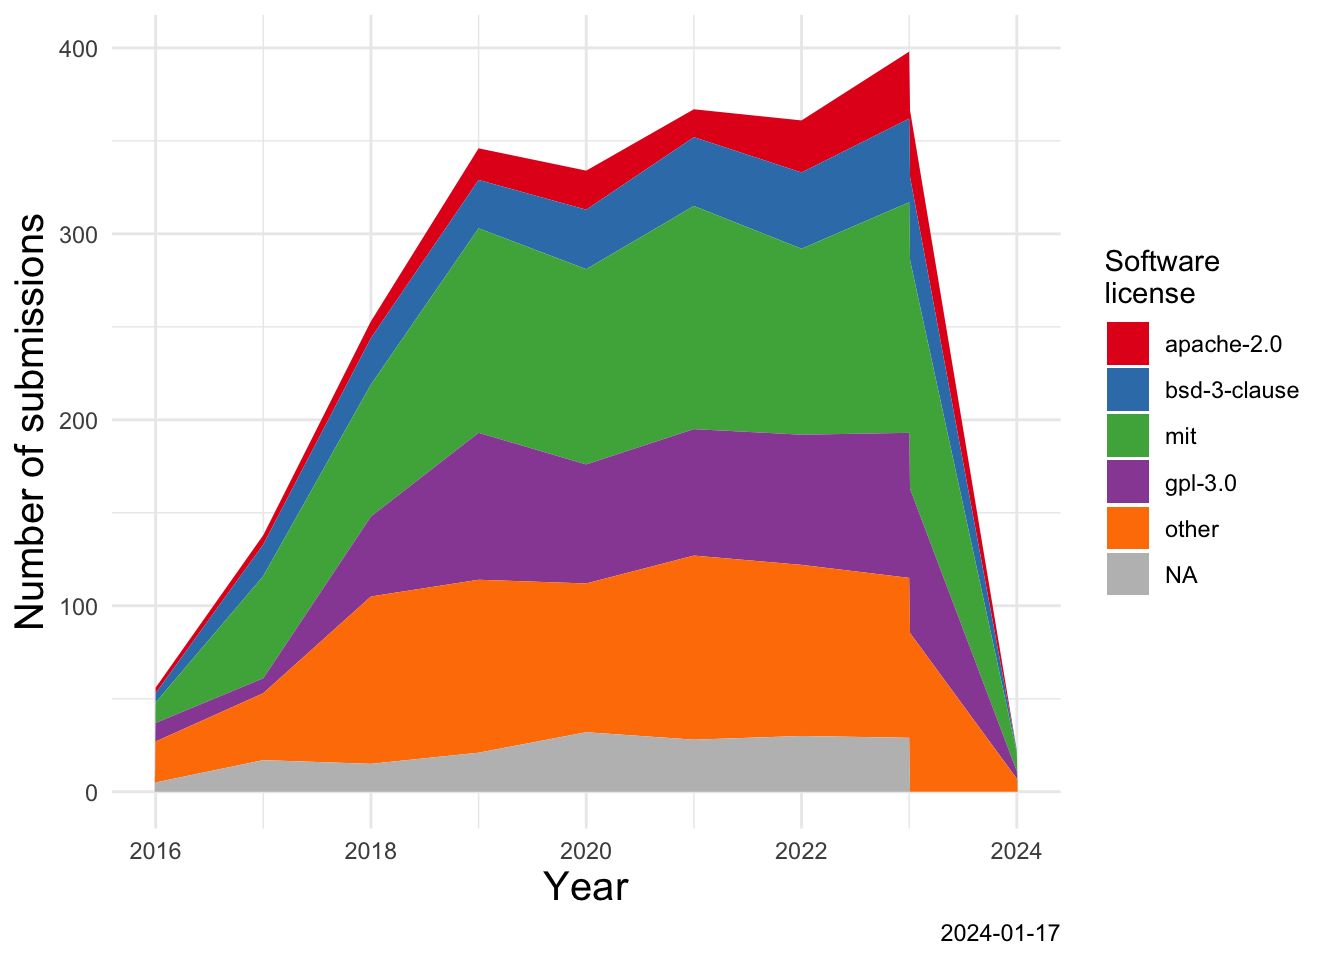 400
300
200
100
0
Number of submissions
2016
2018
2020
2022
2024
Year
2024-01-17
Software
license
apache-2.0
bsd-3-clause
mit
gpl-3.0
other
NA